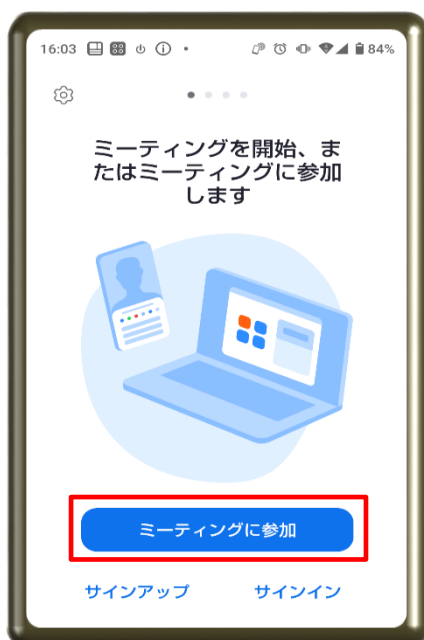 16:03
84%
ミーティングを開始、ま
たはミーティングに参加
します
ミーティングに参加
サインアップ サインイン